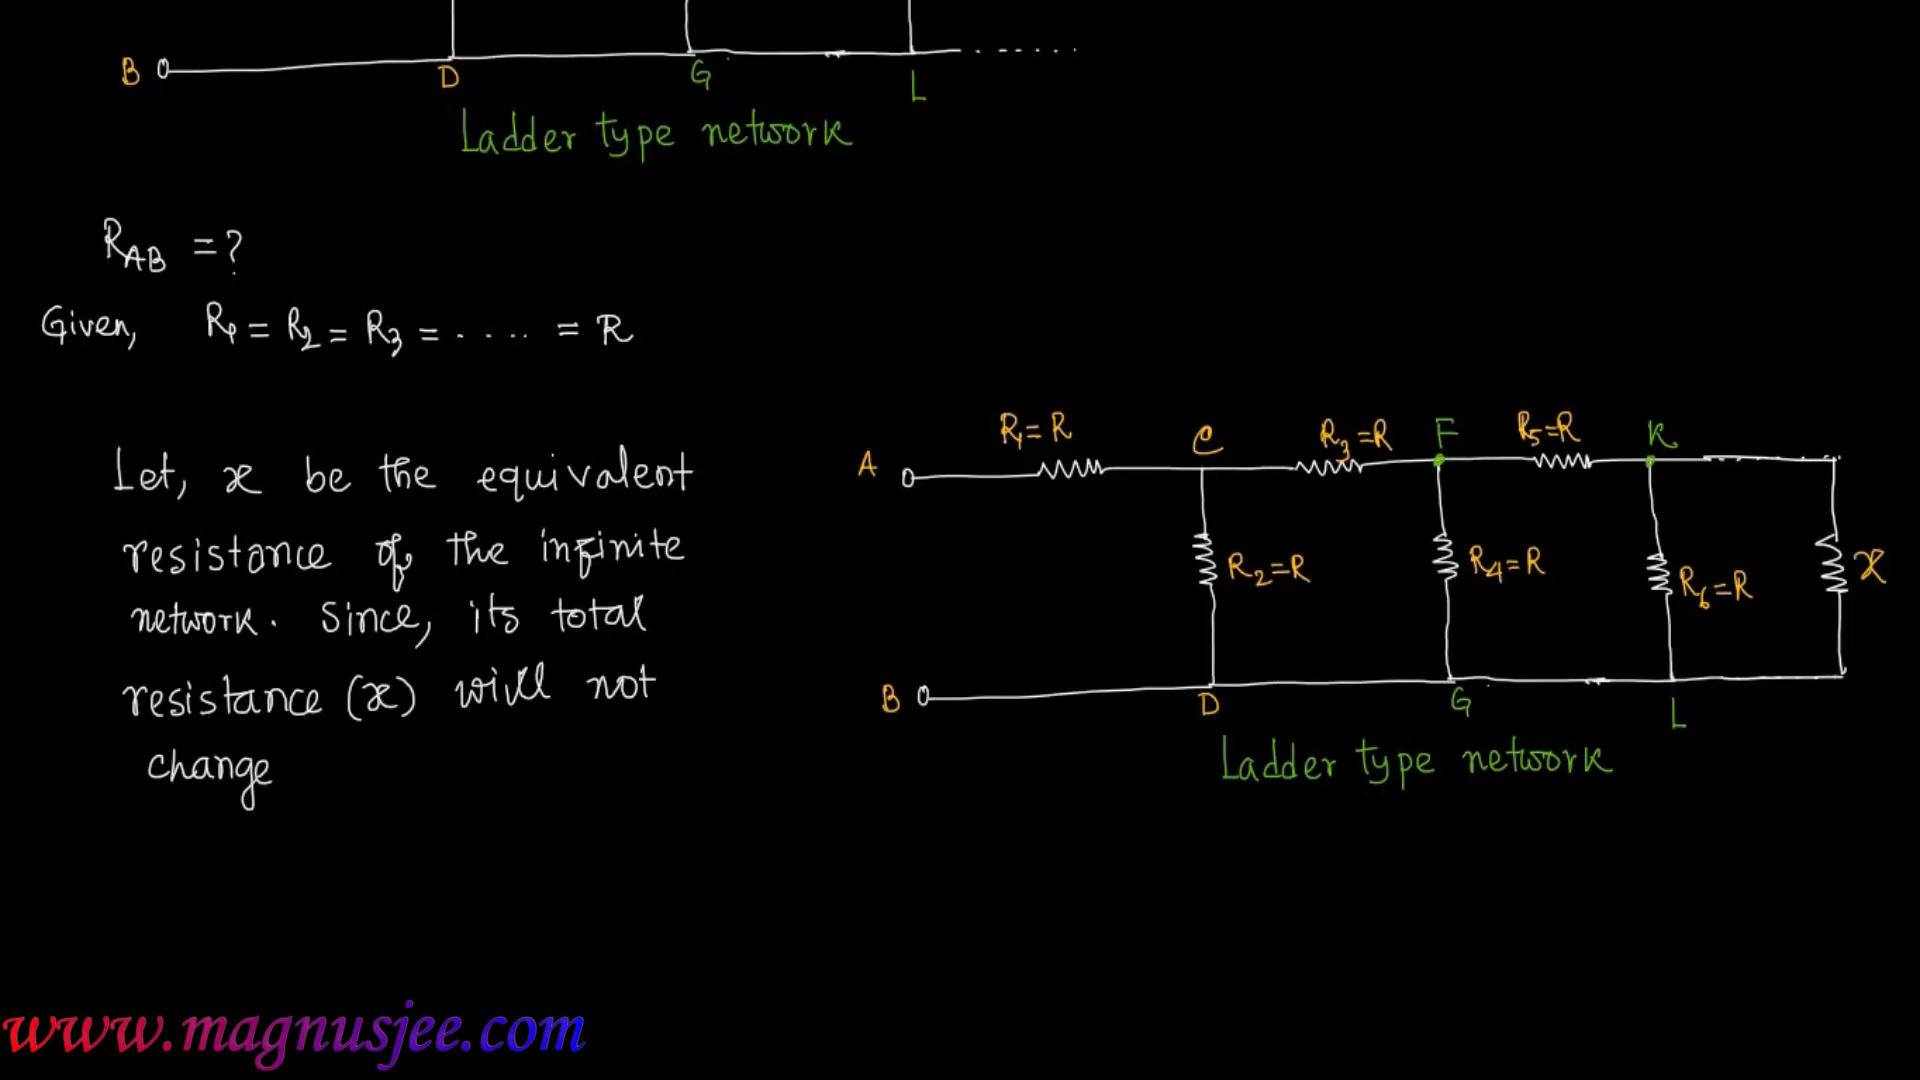 B D G L
Ladder type network
R_AB = ?
Given, R1 = R2 = R3 = ..... = R
Let, x be the equivalent
resistance of the infinite
network. Since, its total
resistance (x) will not
change
A R1=R C R3=R F R5=R K
R2=R R4=R R6=R x
B D G L
Ladder type network
www.magnusjee.com